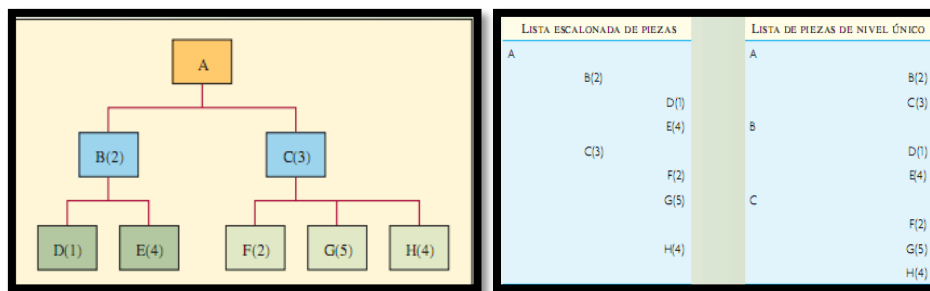 A
B(2) C(3)
D(1) E(4) F(2) G(5) H(4)
LISTA ESCALONADA DE PIEZAS
A
B(2)
D(1)
E(4)
C(3)
F(2)
G(5)
H(4)
LISTA DE PIEZAS DE NIVEL ÚNICO
A
B(2)
C(3)
B
D(1)
E(4)
C
F(2)
G(5)
H(4)